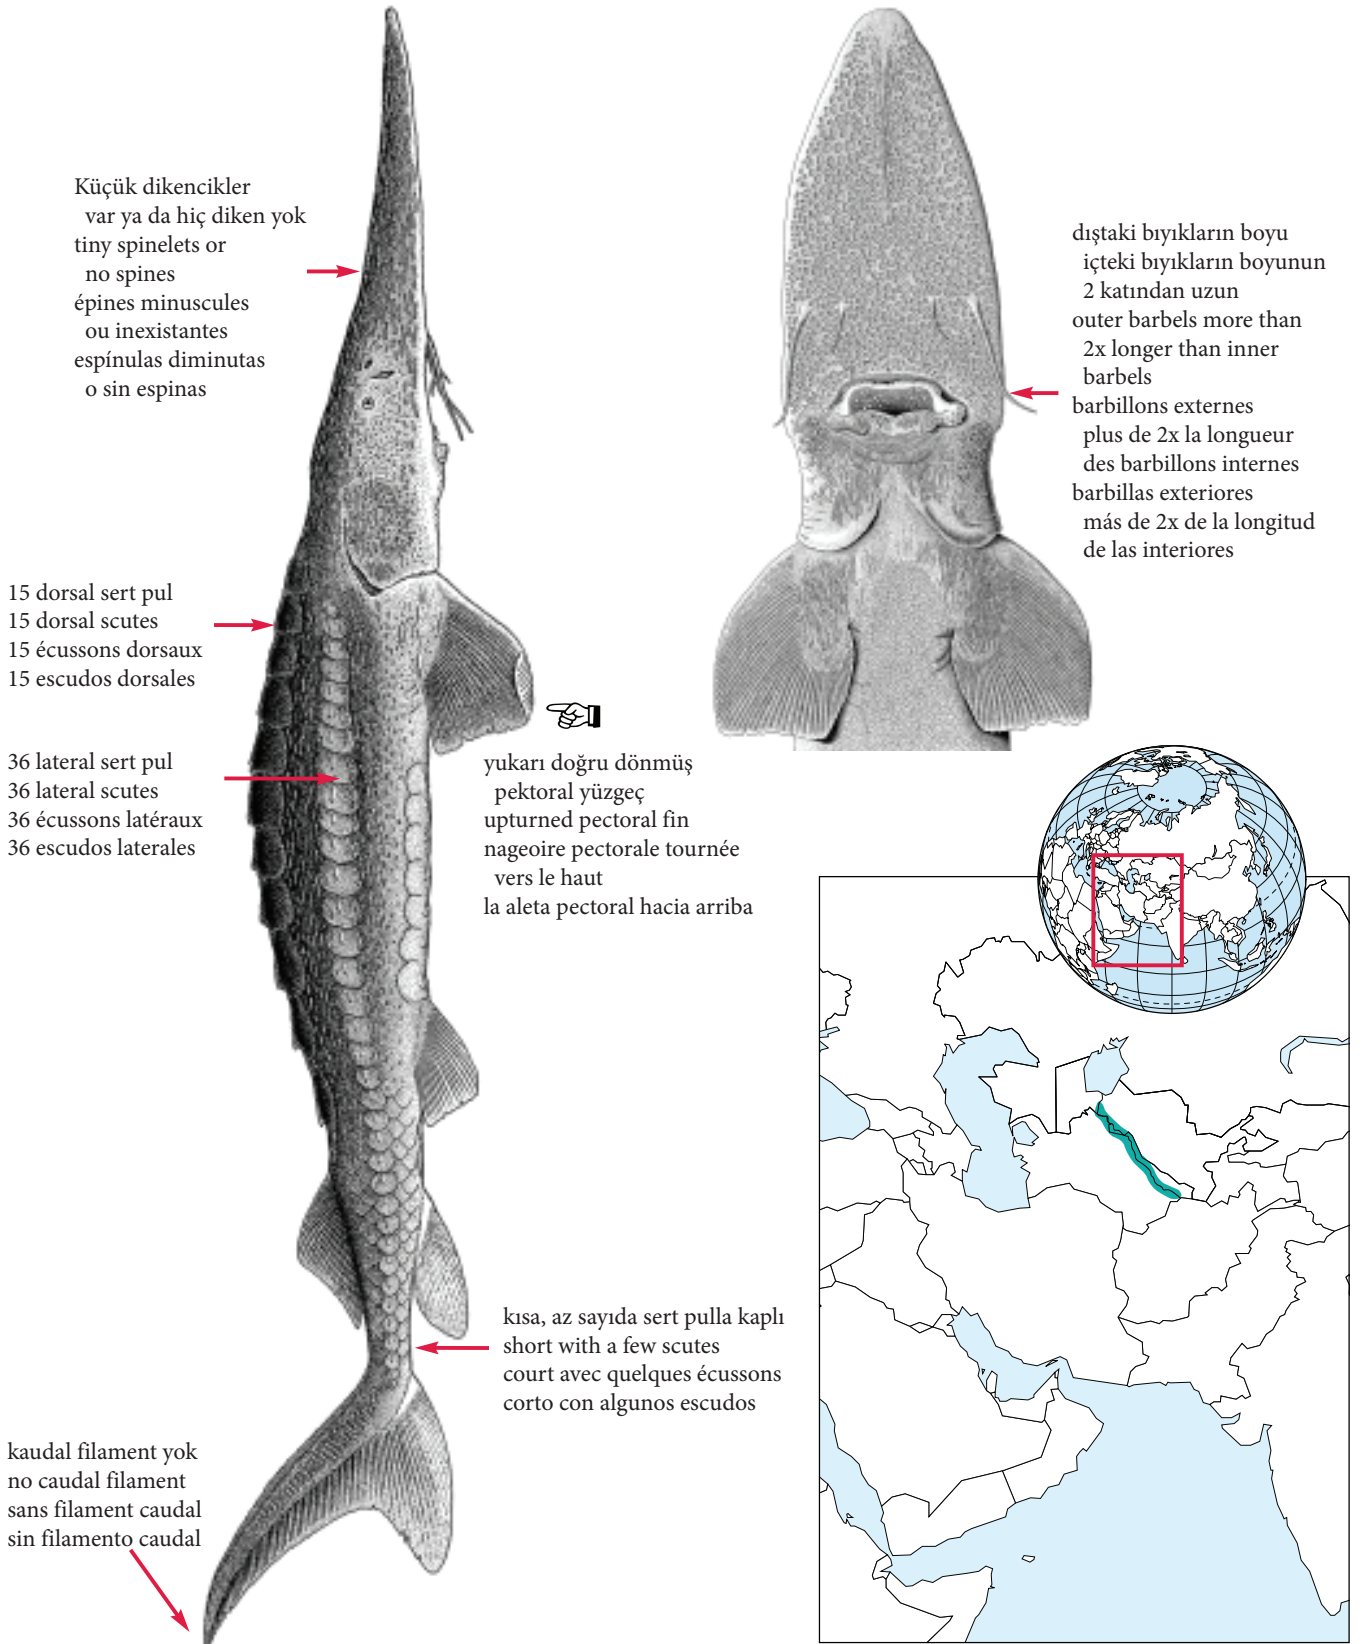 Küçük dikencikler
var ya da hiç diken yok
tiny spinelets or
no spines
épines minuscules
ou inexistantes
espínulas diminutas
o sin espinas
dıştaki bıyıkların boyu
içteki bıyıkların boyunun
2 katından uzun
outer barbels more than
2x longer than inner
barbels
barbillons externes
plus de 2x la longueur
des barbillons internes
barbillas exteriores
más de 2x de la longitud
de las interiores
15 dorsal sert pul
15 dorsal scutes
15 écussons dorsaux
15 escudos dorsales
36 lateral sert pul
36 lateral scutes
36 écussons latéraux
36 escudos laterales
yukarı doğru dönmüş
pektoral yüzgeç
upturned pectoral fin
nageoire pectorale tournée
vers le haut
la aleta pectoral hacia arriba
kısa, az sayıda sert pulla kaplı
short with a few scutes
court avec quelques écussons
corto con algunos escudos
kaudal filament yok
no caudal filament
sans filament caudal
sin filamento caudal